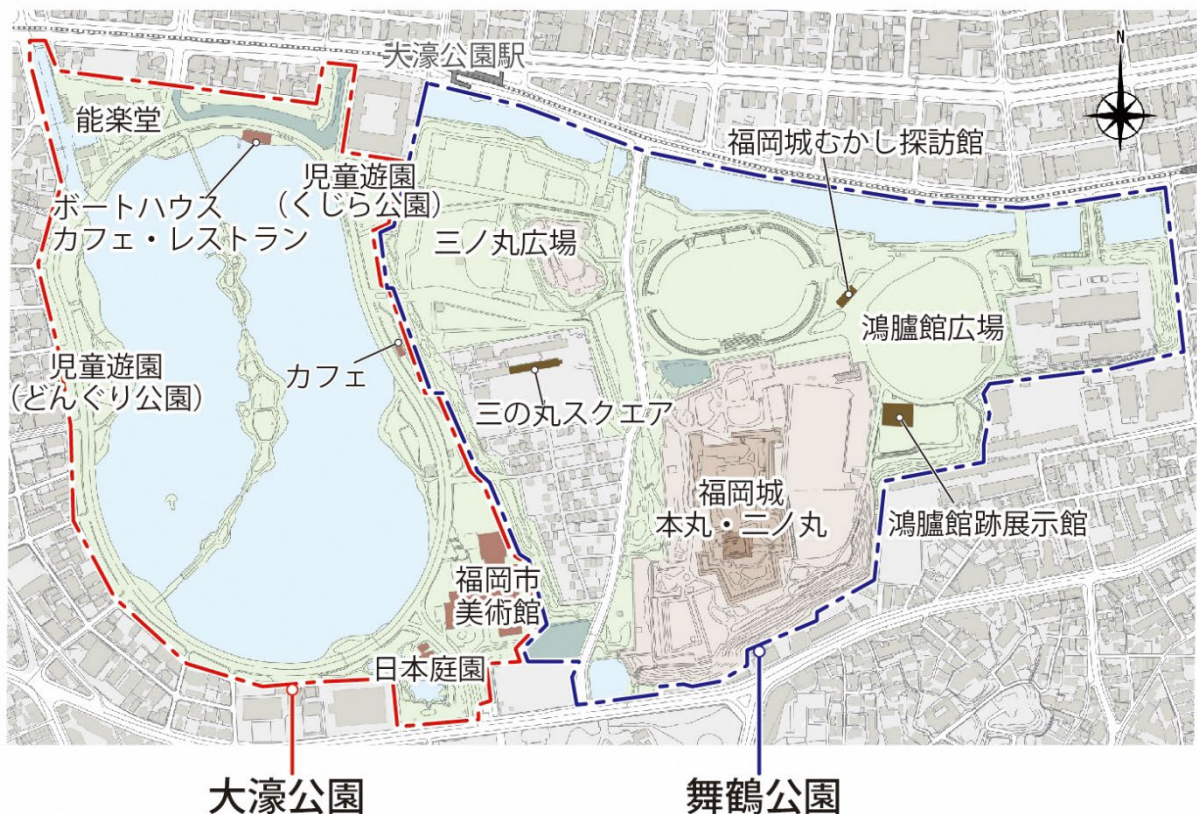 大濠公園駅
N
能楽堂
福岡城むかし探訪館
児童遊園
(くじら公園)
ボートハウス
カフェ・レストラン
三ノ丸広場
鴻臚館広場
児童遊園
(どんぐり公園)
カフェ
三の丸スクエア
福岡城
本丸・二ノ丸
鴻臚館跡展示館
福岡市
美術館
日本庭園
大濠公園
舞鶴公園